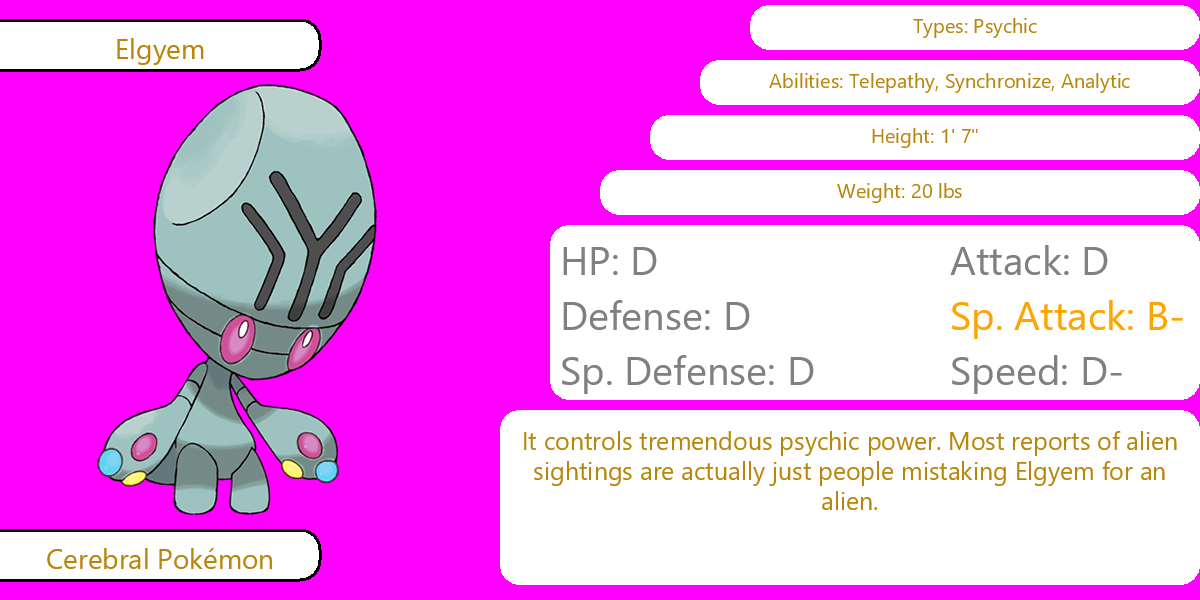 Elgyem
Types: Psychic
Abilities: Telepathy, Synchronize, Analytic
Height: 1' 7"
Weight: 20 lbs
HP: D
Attack: D
Defense: D
Sp. Attack: B-
Sp. Defense: D
Speed: D-
It controls tremendous psychic power. Most reports of alien
sightings are actually just people mistaking Elgyem for an
alien.
Cerebral Pokémon